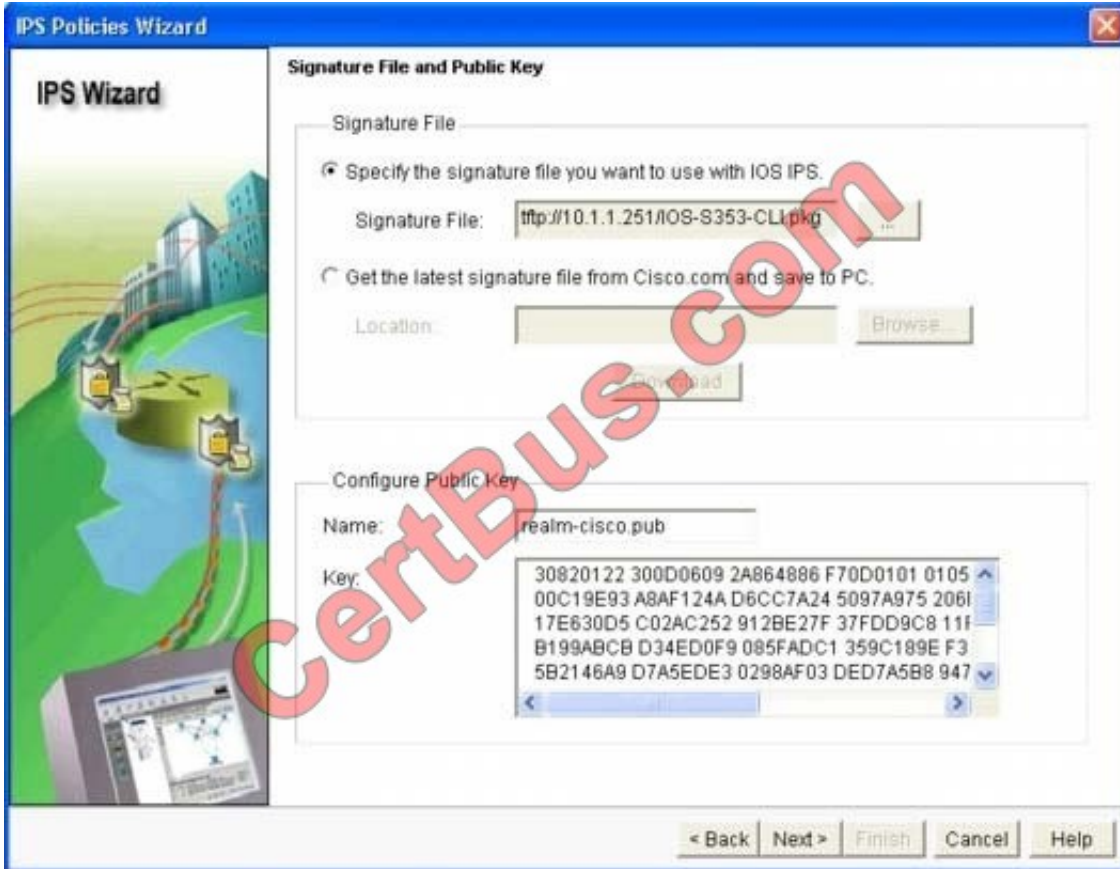 IPS Policies Wizard
IPS Wizard
Signature File and Public Key
Signature File
Specify the signature file you want to use with IOS IPS.
Signature File: tftp://10.1.1.251/IOS-S353-CLI.pkg ...
Get the latest signature file from Cisco.com and save to PC.
Location: Browse...
Download
Configure Public Key
Name: realm-cisco.pub
Key: 30820122 300D0609 2A864886 F70D0101 0105
00C19E93 A8AF124A D6CC7A24 5097A975 206
17E630D5 C02AC252 912BE27F 37FDD9C8 11
B199ABCB D34ED0F9 085FADC1 359C189E F3
5B2146A9 D7A5EDE3 0298AF03 DED7A5B8 947
CertBus.com
< Back Next > Finish Cancel Help